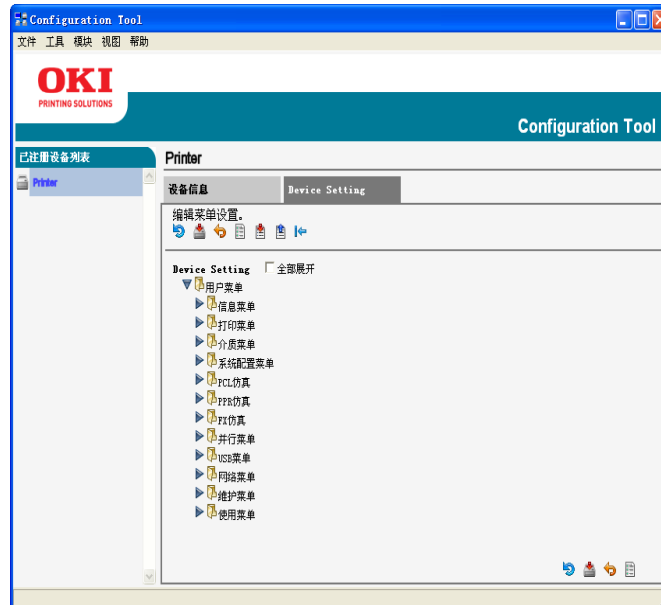 Configuration Tool
文件 工具 模块 视图 帮助
OKI
PRINTING SOLUTIONS
Configuration Tool
已注册设备列表
Printer
Printer
设备信息
Device Setting
编辑菜单设置。
Device Setting 全部展开
用户菜单
信息菜单
打印菜单
介质菜单
系统配置菜单
PCL仿真
PPR仿真
FX仿真
并行菜单
USB菜单
网络菜单
维护菜单
使用菜单